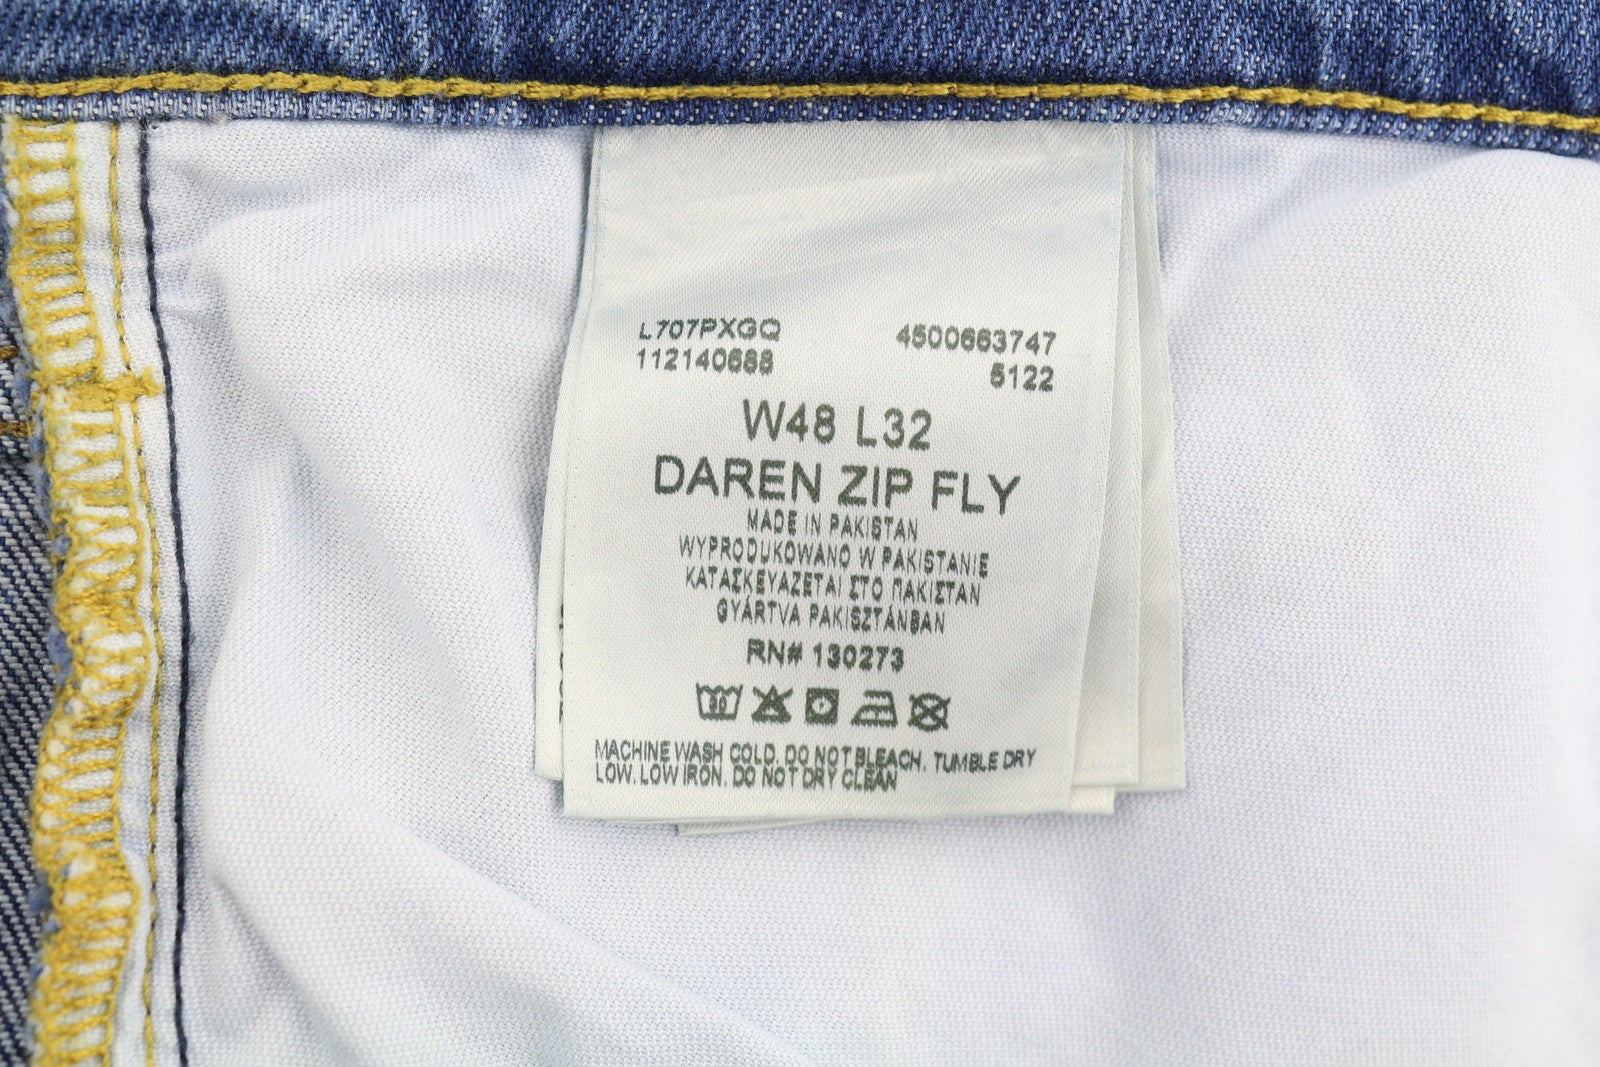 L707PXGQ 4500663747
112140688 5122
W48 L32
DAREN ZIP FLY
MADE IN PAKISTAN
WYPRODUKOWANO W PAKISTANIE
ΚΑΤΑΣΚΕΥΑΖΕΤΑΙ ΣΤΟ ΠΑΚΙΣΤΑΝ
GYÁRTVA PAKISZTÁNBAN
RN# 130273
30
MACHINE WASH COLD. DO NOT BLEACH. TUMBLE DRY
LOW. LOW IRON. DO NOT DRY CLEAN